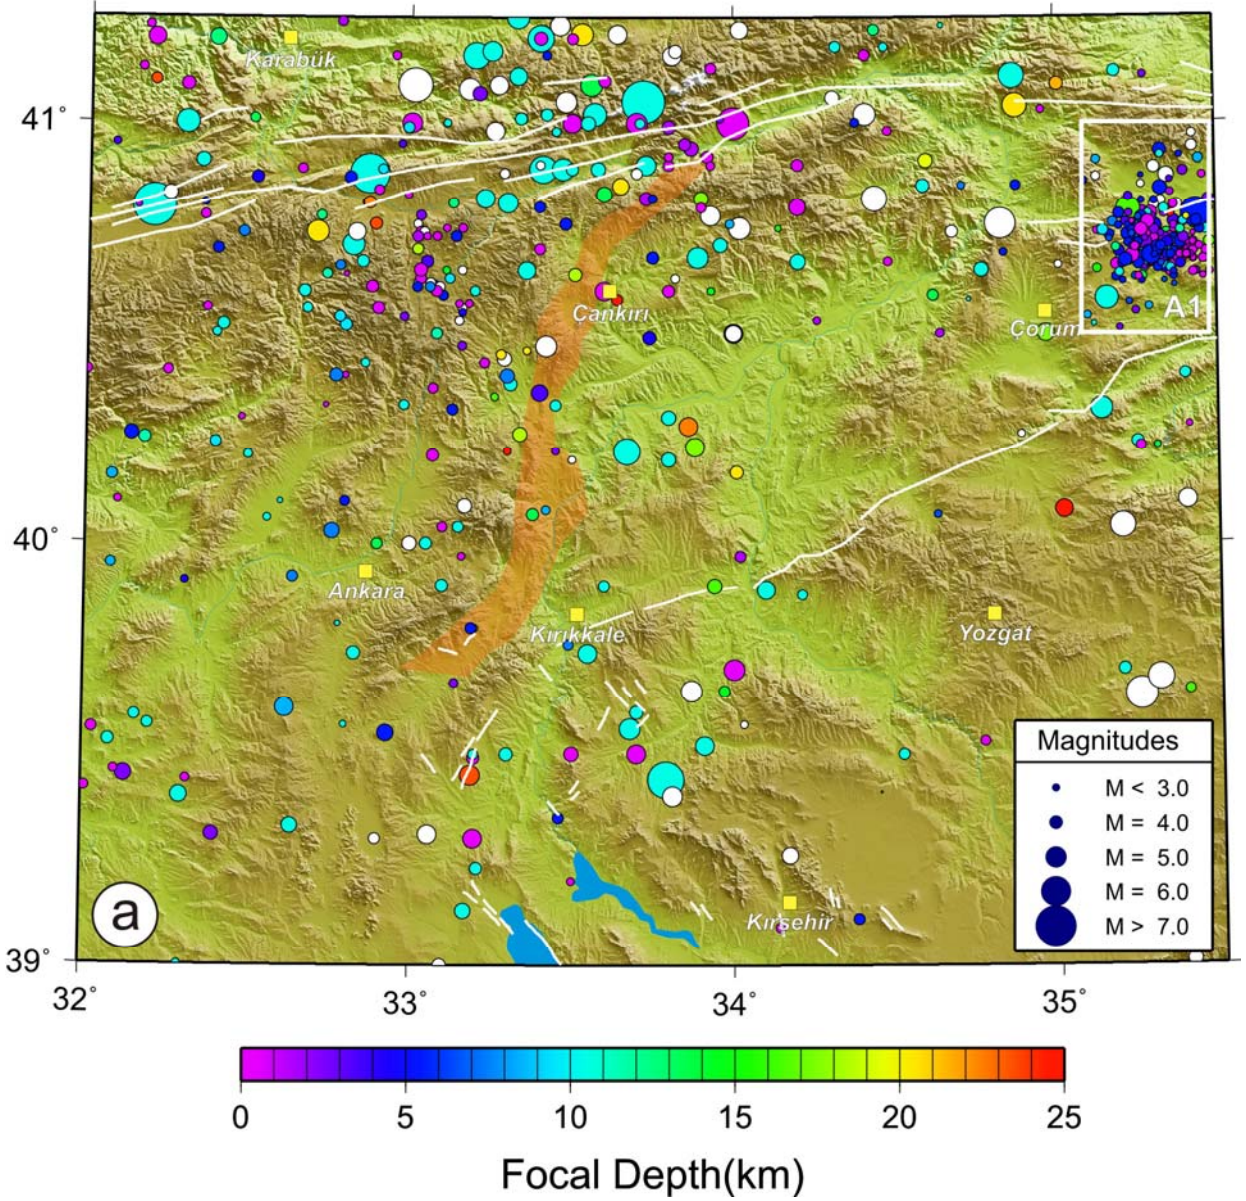 Karabük
41°
A1
Çankırı
Çorum
40°
Ankara
Kırıkkale
Yozgat
Magnitudes
M < 3.0
M = 4.0
M = 5.0
M = 6.0
M > 7.0
a
Kırşehir
39°
32° 33° 34° 35°
0 5 10 15 20 25
Focal Depth(km)